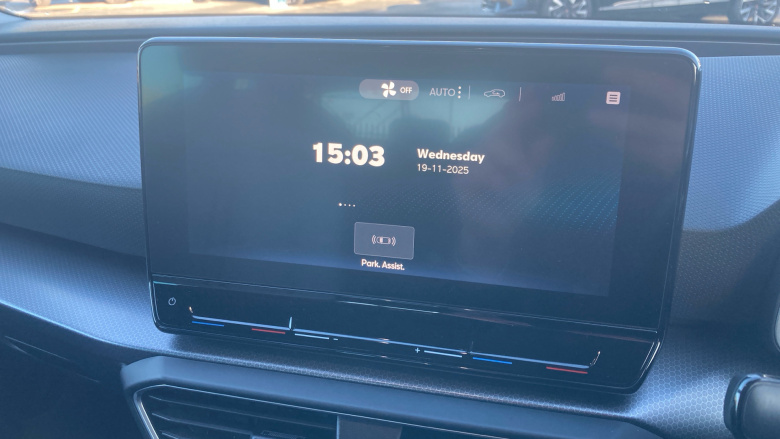 OFF AUTO
15:03
Wednesday
19-11-2025
Park. Assist.